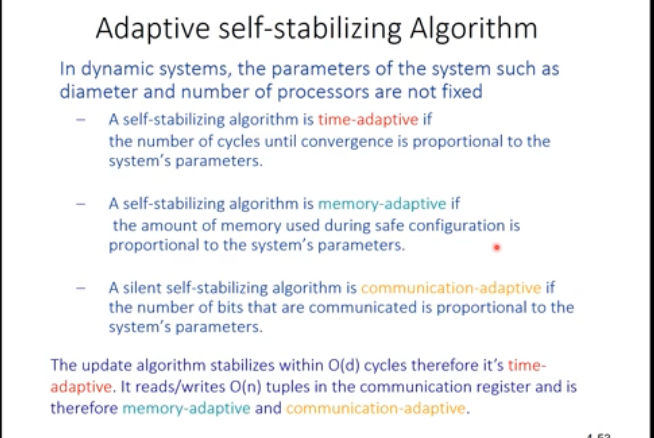 Adaptive self-stabilizing Algorithm
In dynamic systems, the parameters of the system such as
diameter and number of processors are not fixed
– A self-stabilizing algorithm is time-adaptive if
the number of cycles until convergence is proportional to the
system's parameters.
– A self-stabilizing algorithm is memory-adaptive if
the amount of memory used during safe configuration is
proportional to the system's parameters.
– A silent self-stabilizing algorithm is communication-adaptive if
the number of bits that are communicated is proportional to the
system's parameters.
The update algorithm stabilizes within O(d) cycles therefore it's time-
adaptive. It reads/writes O(n) tuples in the communication register and is
therefore memory-adaptive and communication-adaptive.